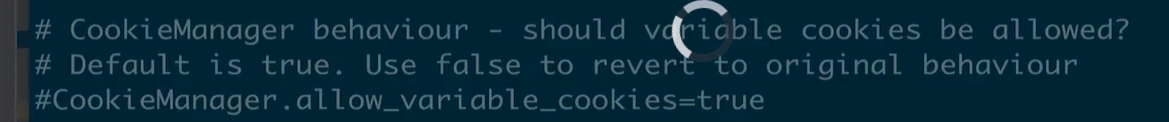 # CookieManager behaviour - should variable cookies be allowed?
# Default is true. Use false to revert to original behaviour
#CookieManager.allow_variable_cookies=true